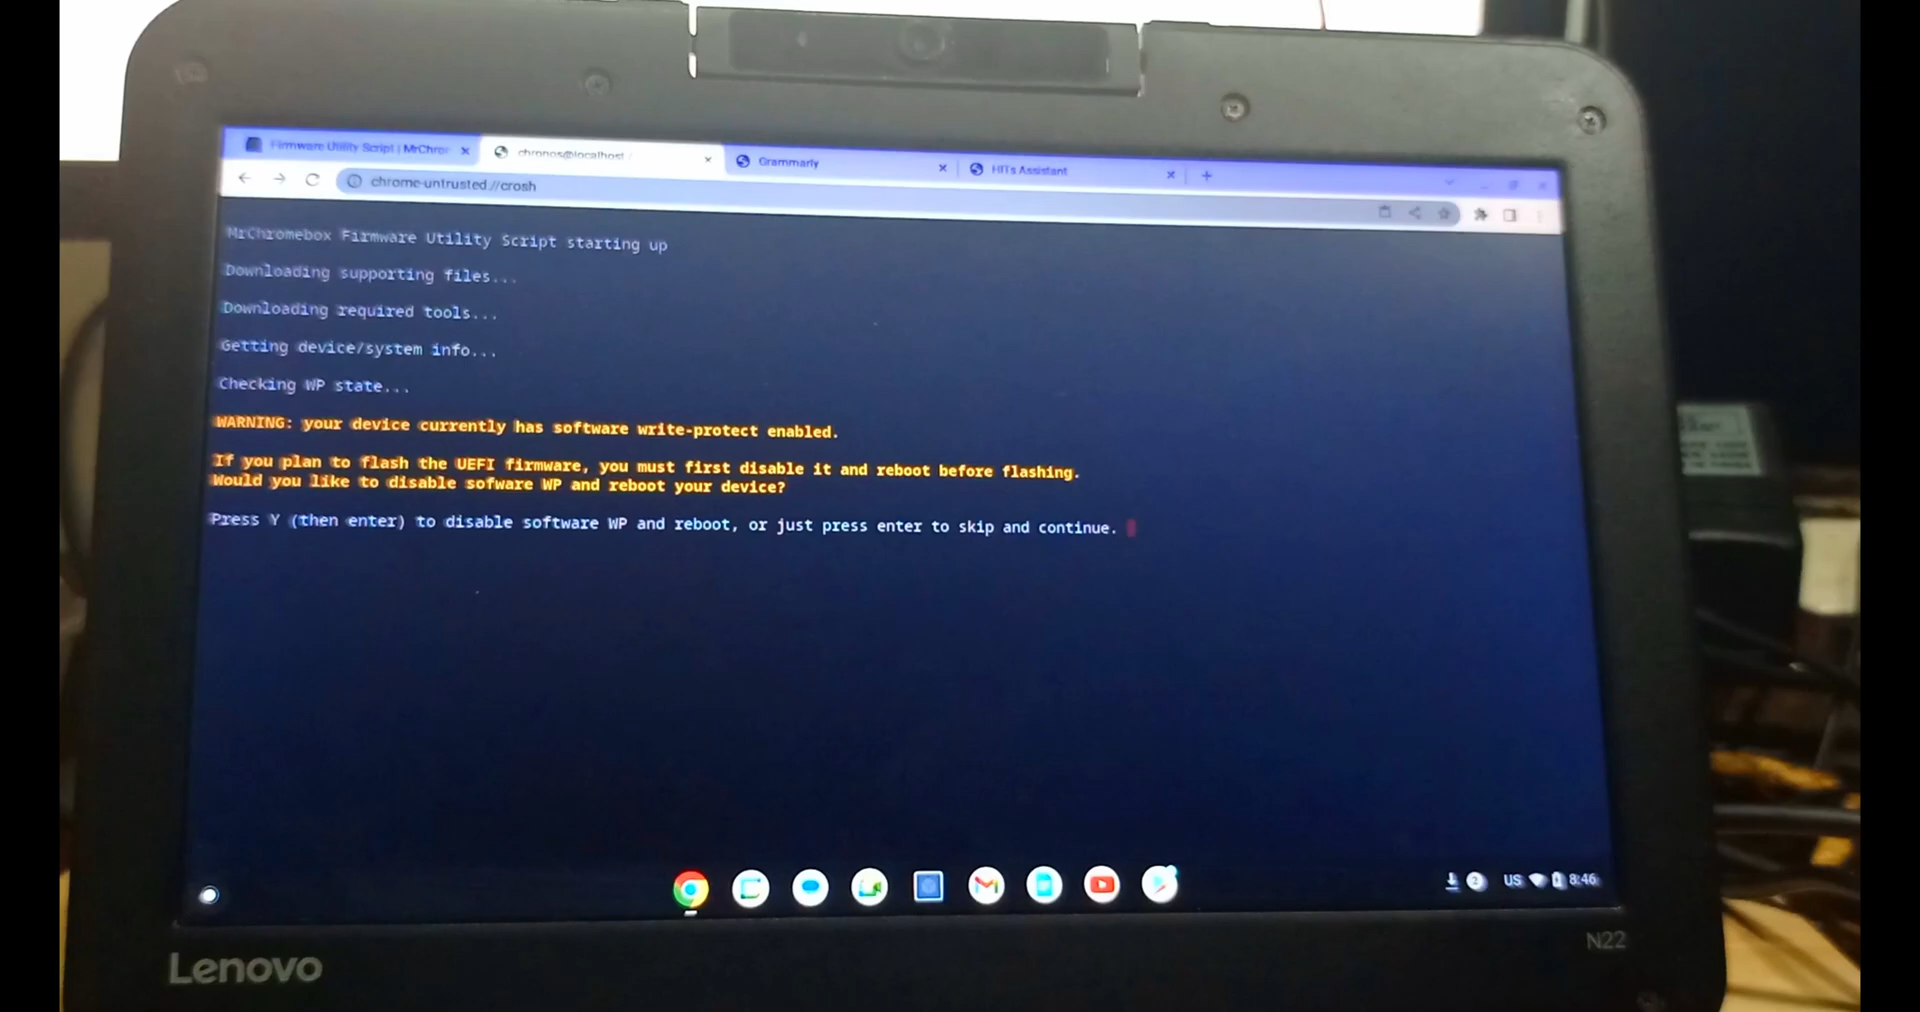 Firmware Utility Script | MrChro
chronos@localhost /
Grammarly
HITs Assistant
chrome-untrusted://crosh
MrChromebox Firmware Utility Script starting up
Downloading supporting files...
Downloading required tools...
Getting device/system info...
Checking WP state...
WARNING: your device currently has software write-protect enabled.
If you plan to flash the UEFI firmware, you must first disable it and reboot before flashing.
Would you like to disable sofware WP and reboot your device?
Press Y (then enter) to disable software WP and reboot, or just press enter to skip and continue.
2 US 8:46
N22
Lenovo